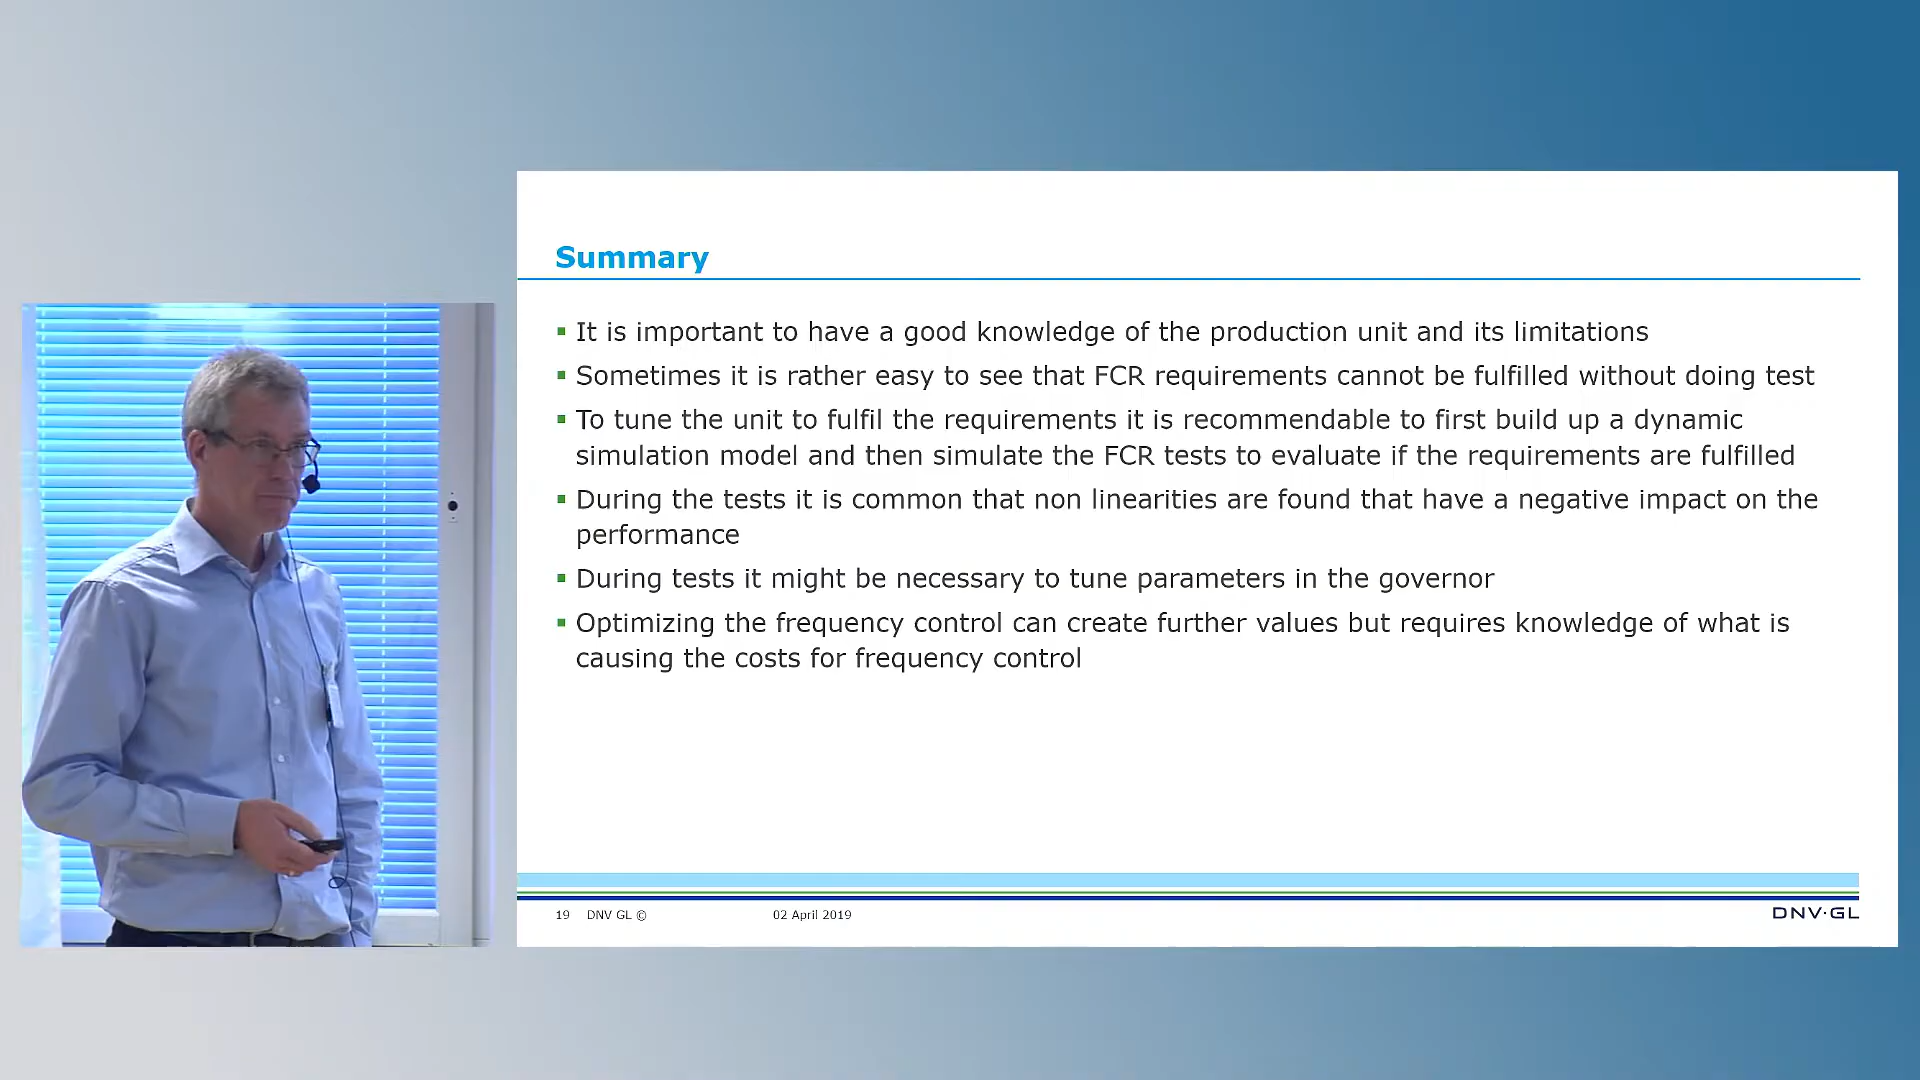 Summary
It is important to have a good knowledge of the production unit and its limitations
Sometimes it is rather easy to see that FCR requirements cannot be fulfilled without doing test
To tune the unit to fulfil the requirements it is recommendable to first build up a dynamic
simulation model and then simulate the FCR tests to evaluate if the requirements are fulfilled
During the tests it is common that non linearities are found that have a negative impact on the
performance
During tests it might be necessary to tune parameters in the governor
Optimizing the frequency control can create further values but requires knowledge of what is
causing the costs for frequency control
19 DNV GL © 02 April 2019 DNV·GL